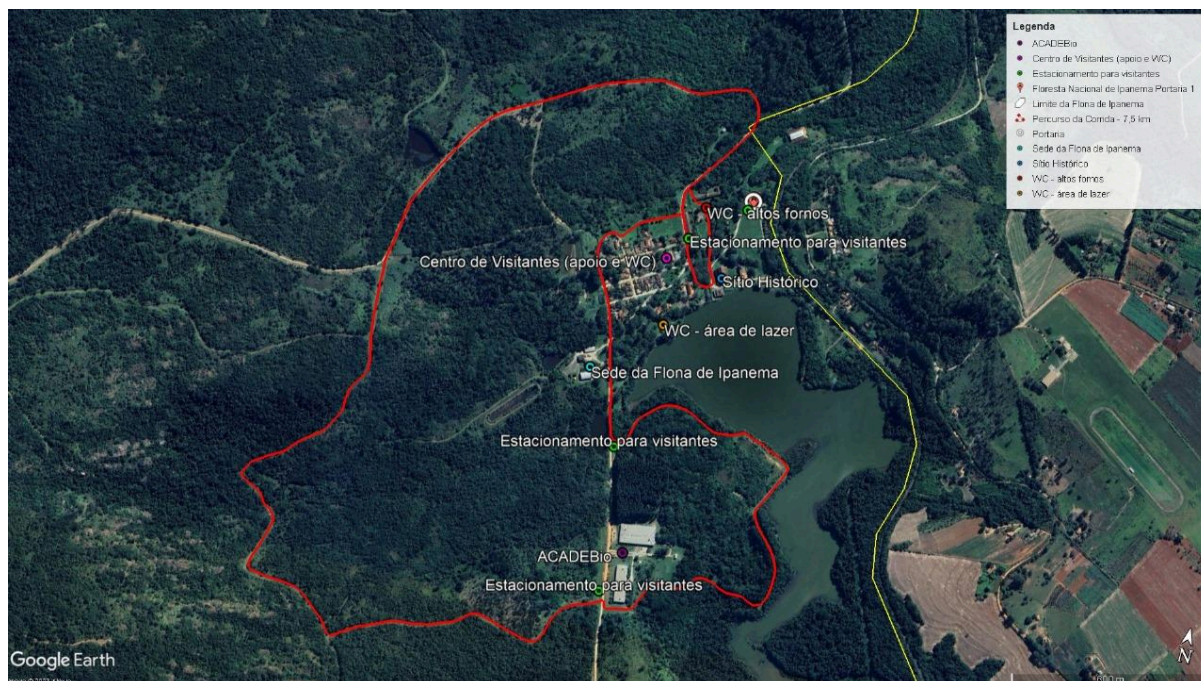 Legenda
ACADEBio
Centro de Visitantes (apoio e WC)
Estacionamento para visitantes
Floresta Nacional de Ipanema Portaria 1
Limite da Flona de Ipanema
Percurso da Corrida - 7,5 km
Portaria
Sede da Flona de Ipanema
Sítio Histórico
WC - altos fornos
WC - área de lazer
WC - altos fornos
Estacionamento para visitantes
Centro de Visitantes (apoio e WC)
Sítio Histórico
WC - área de lazer
Sede da Flona de Ipanema
Estacionamento para visitantes
ACADEBio
Estacionamento para visitantes
Google Earth
N